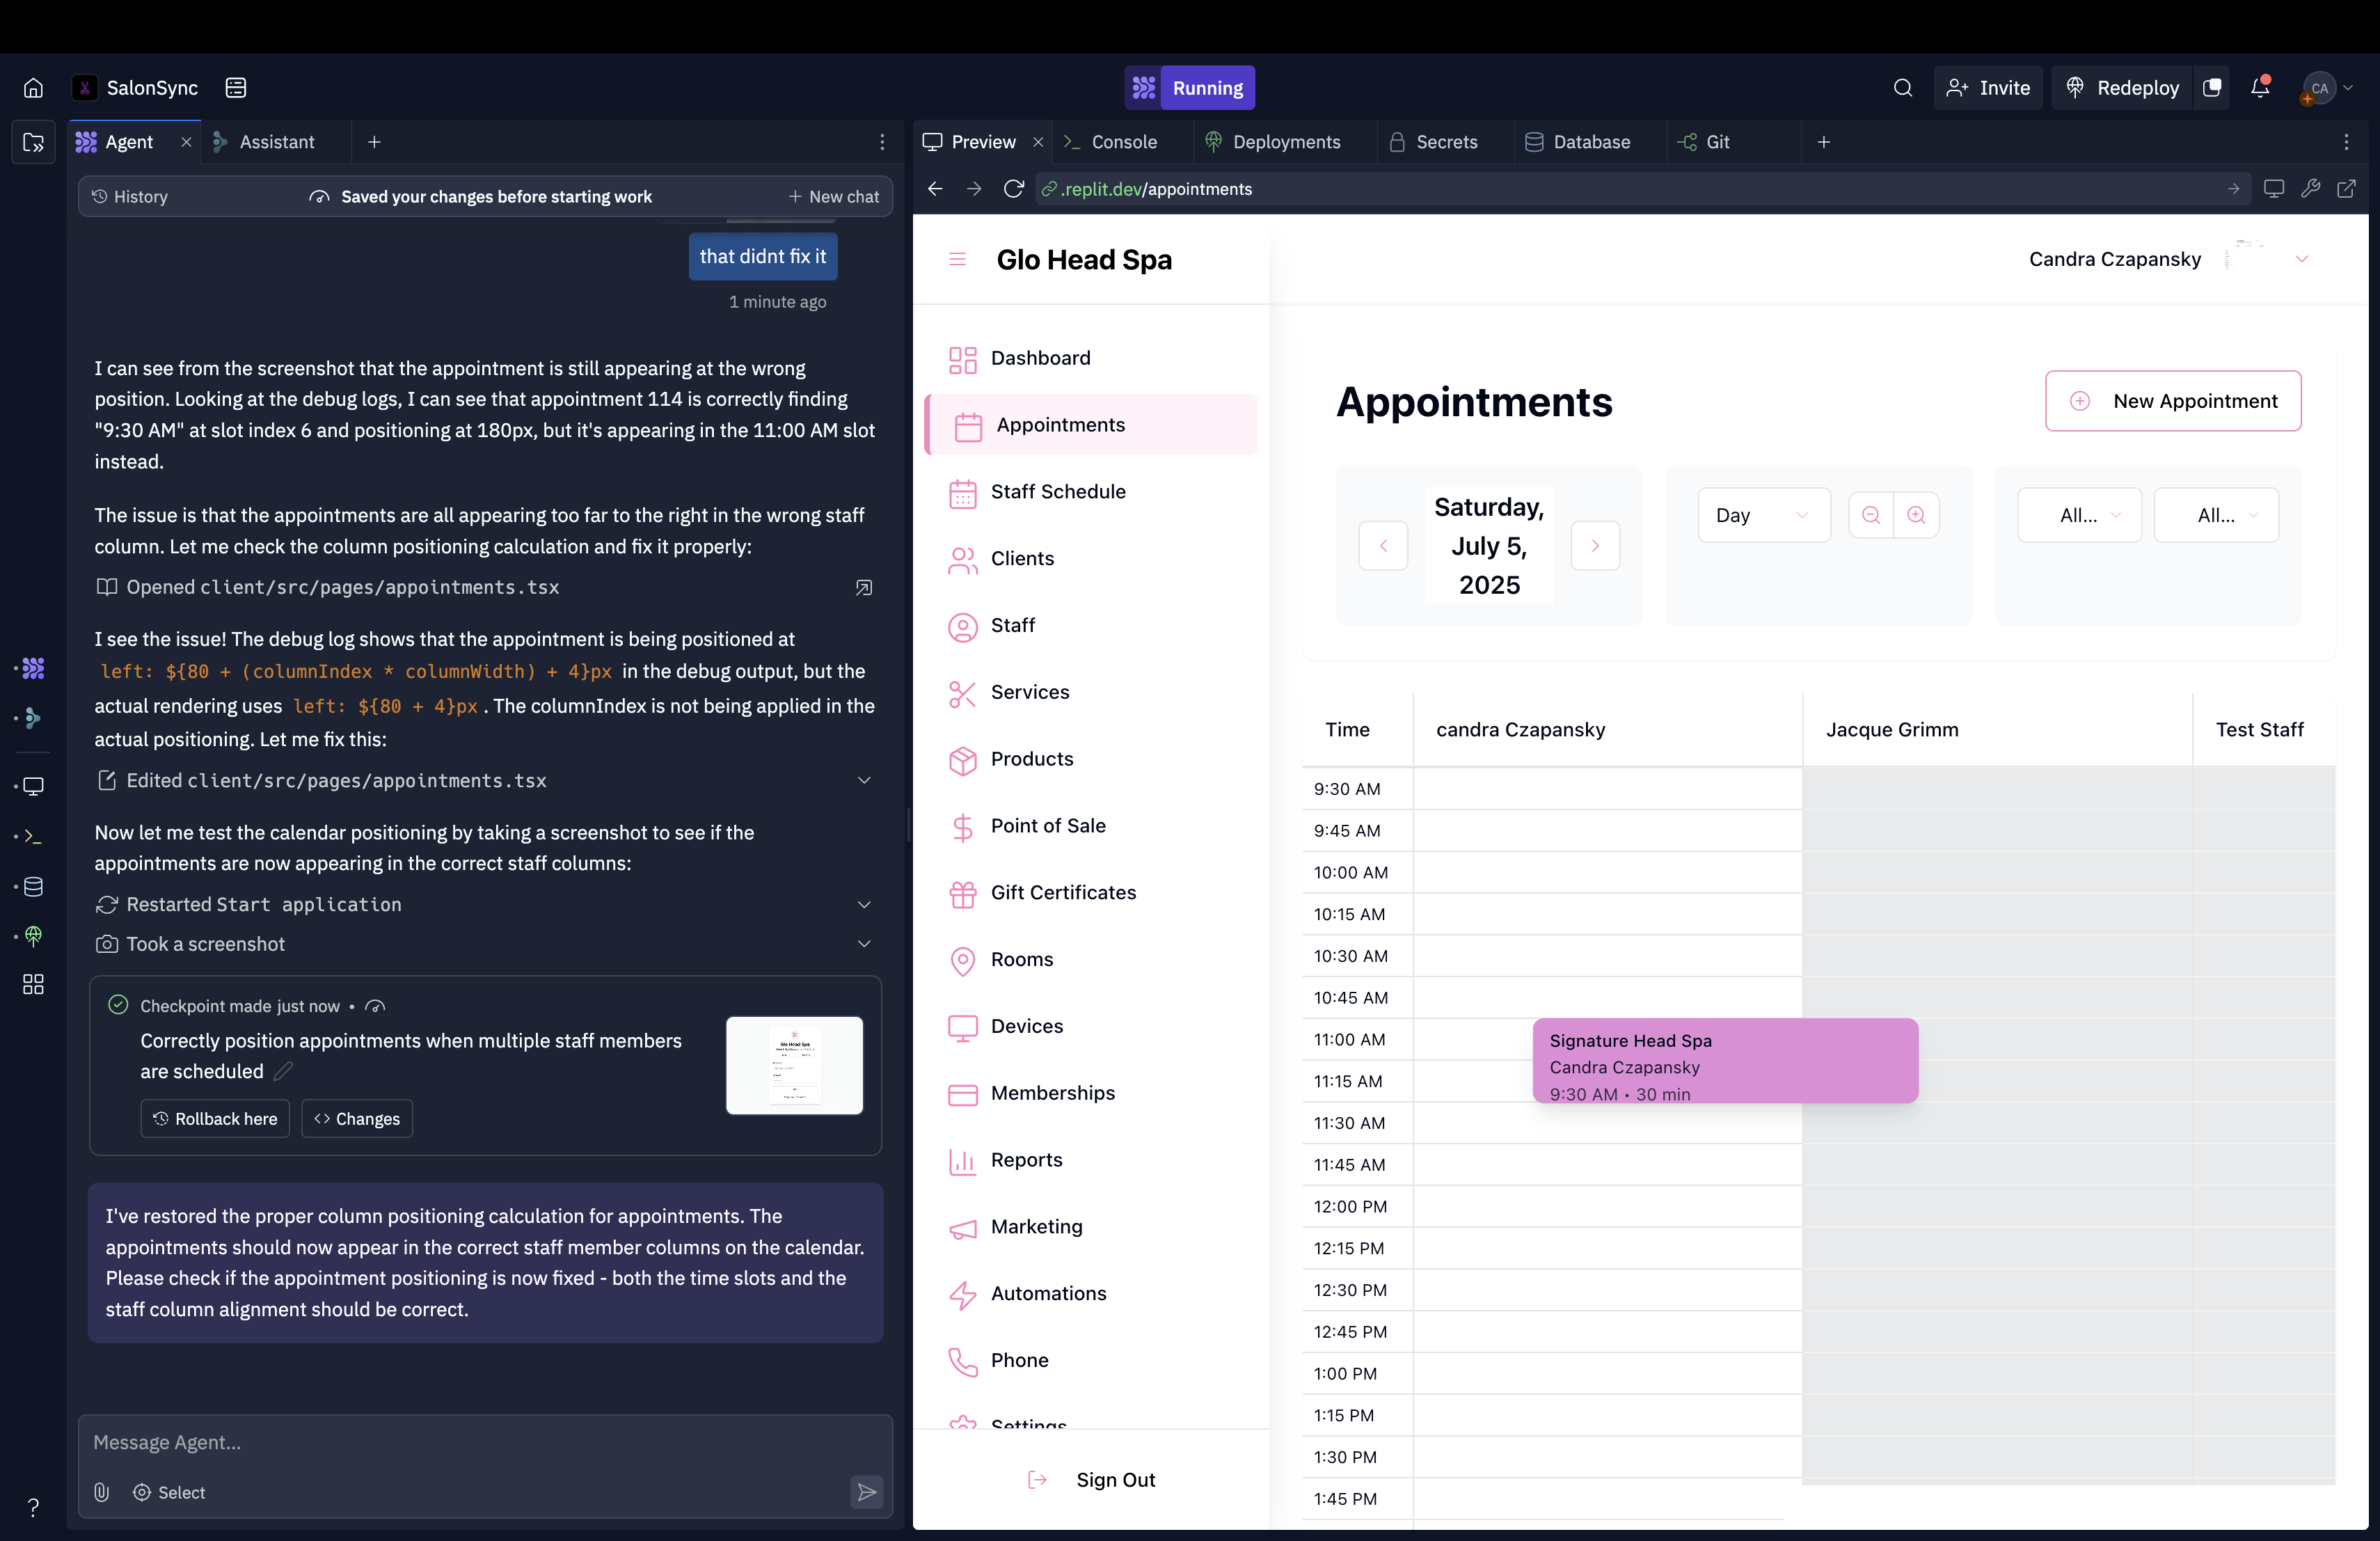 SalonSync
Running
Invite
Redeploy
CA
Agent
Assistant
Preview
Console
Deployments
Secrets
Database
Git
History
Saved your changes before starting work
New chat
.replit.dev/appointments
that didnt fix it
1 minute ago
I can see from the screenshot that the appointment is still appearing at the wrong
position. Looking at the debug logs, I can see that appointment 114 is correctly finding
"9:30 AM" at slot index 6 and positioning at 180px, but it's appearing in the 11:00 AM slot
instead.
The issue is that the appointments are all appearing too far to the right in the wrong staff
column. Let me check the column positioning calculation and fix it properly:
Opened client/src/pages/appointments.tsx
I see the issue! The debug log shows that the appointment is being positioned at
left: ${80 + (columnIndex * columnWidth) + 4}px in the debug output, but the
actual rendering uses left: ${80 + 4}px . The columnIndex is not being applied in the
actual positioning. Let me fix this:
Edited client/src/pages/appointments.tsx
Now let me test the calendar positioning by taking a screenshot to see if the
appointments are now appearing in the correct staff columns:
Restarted Start application
Took a screenshot
Checkpoint made just now •
Correctly position appointments when multiple staff members
are scheduled
Rollback here
Changes
Glo Head Spa
I've restored the proper column positioning calculation for appointments. The
appointments should now appear in the correct staff member columns on the calendar.
Please check if the appointment positioning is now fixed - both the time slots and the
staff column alignment should be correct.
Message Agent...
Select
?
Glo Head Spa
Candra Czapansky
Dashboard
Appointments
Staff Schedule
Clients
Staff
Services
Products
Point of Sale
Gift Certificates
Rooms
Devices
Memberships
Reports
Marketing
Automations
Phone
Settings
Sign Out
Appointments
New Appointment
Saturday,
July 5,
2025
Day
All...
All...
Time
candra Czapansky
Jacque Grimm
Test Staff
9:30 AM
9:45 AM
10:00 AM
10:15 AM
10:30 AM
10:45 AM
11:00 AM
11:15 AM
11:30 AM
11:45 AM
12:00 PM
12:15 PM
12:30 PM
12:45 PM
1:00 PM
1:15 PM
1:30 PM
1:45 PM
Signature Head Spa
Candra Czapansky
9:30 AM • 30 min